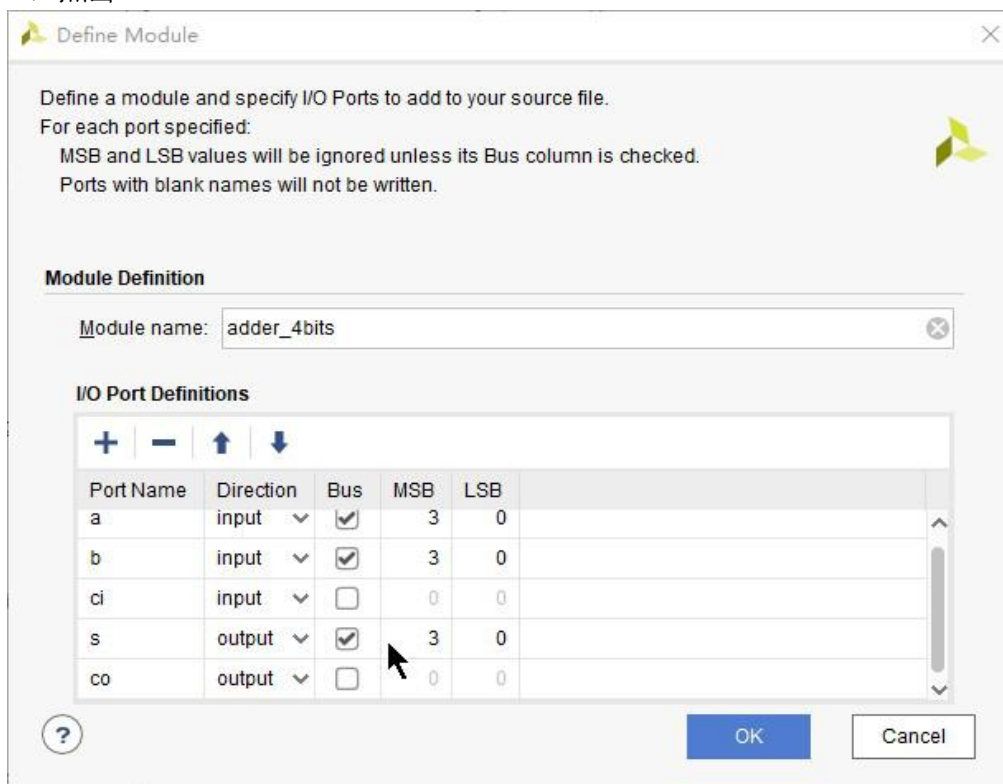 Define Module
Define a module and specify I/O Ports to add to your source file.
For each port specified:
MSB and LSB values will be ignored unless its Bus column is checked.
Ports with blank names will not be written.
Module Definition
Module name: adder_4bits
I/O Port Definitions
Port Name Direction Bus MSB LSB
a input 3 0
b input 3 0
ci input 0 0
s output 3 0
co output 0 0
? OK Cancel